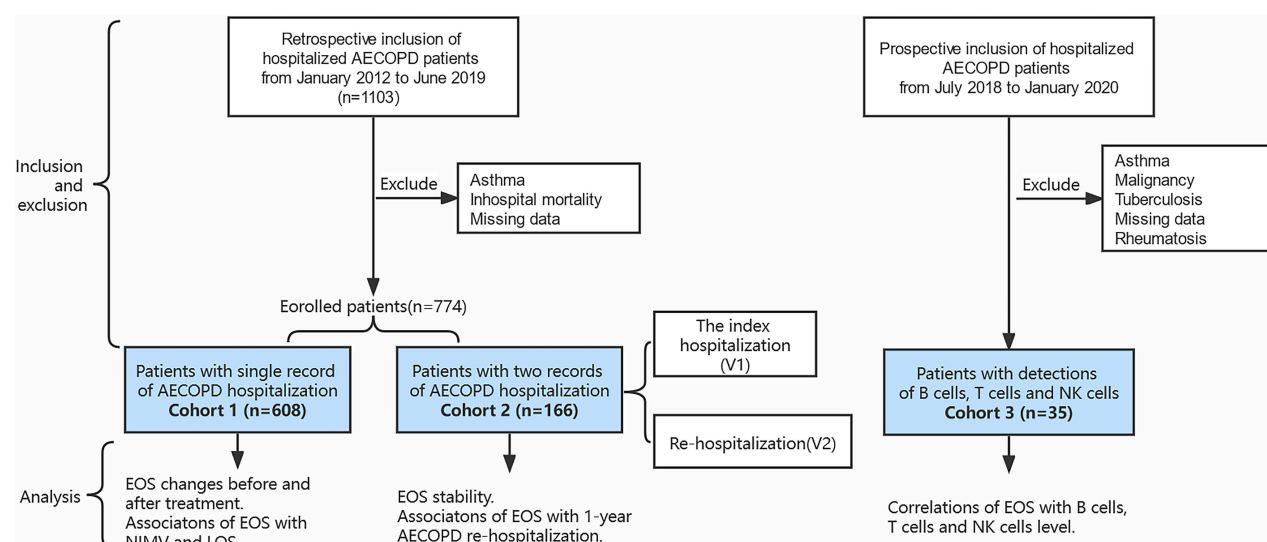 Retrospective inclusion of
hospitalized AECOPD patients
from January 2012 to June 2019
(n=1103)
Prospective inclusion of hospitalized
AECOPD patients
from July 2018 to January 2020
Inclusion
and
exclusion
Exclude
Asthma
Inhospital mortality
Missing data
Exclude
Asthma
Malignancy
Tuberculosis
Missing data
Rheumatosis
Eorolled patients(n=774)
Patients with single record
of AECOPD hospitalization
Cohort 1 (n=608)
Patients with two records
of AECOPD hospitalization
Cohort 2 (n=166)
The index
hospitalization
(V1)
Re-hospitalization(V2)
Patients with detections
of B cells, T cells and NK cells
Cohort 3 (n=35)
Analysis
EOS changes before and
after treatment.
Associatons of EOS with
NIMV and LOS
EOS stability.
Associatons of EOS with 1-year
AECOPD re-hospitalization.
Correlations of EOS with B cells,
T cells and NK cells level.